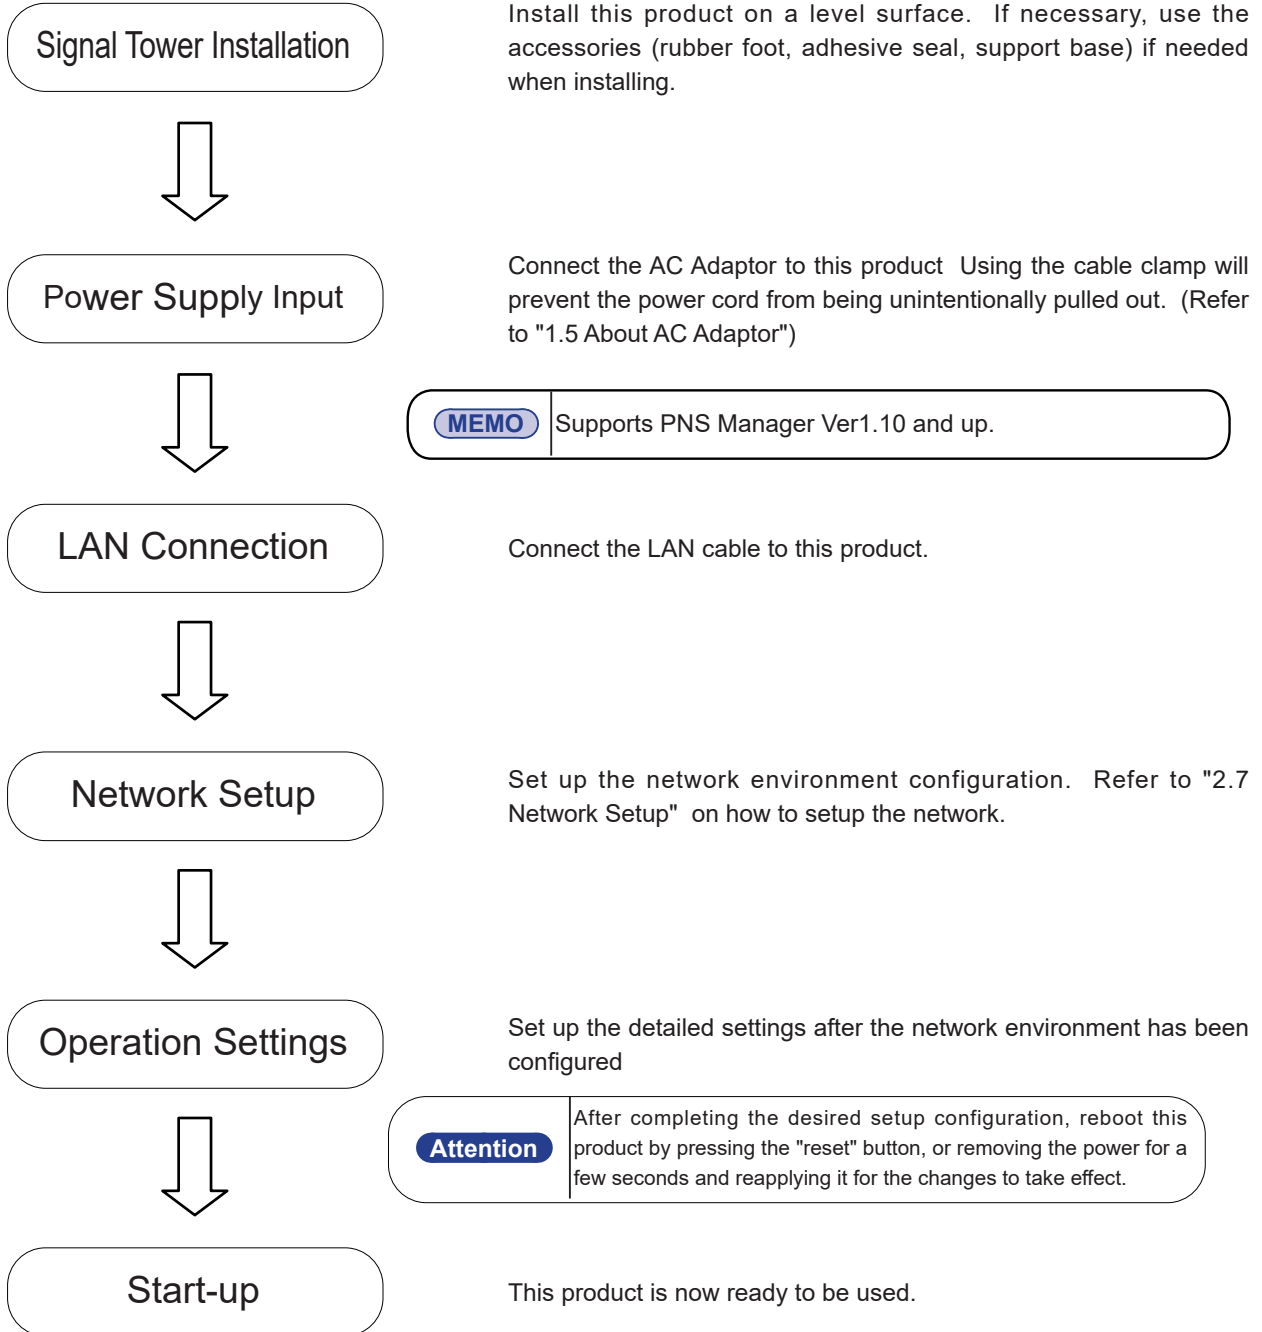 Signal Tower Installation
Install this product on a level surface. If necessary, use the
accessories (rubber foot, adhesive seal, support base) if needed
when installing.
Power Supply Input
Connect the AC Adaptor to this product Using the cable clamp will
prevent the power cord from being unintentionally pulled out. (Refer
to "1.5 About AC Adaptor")
MEMO
Supports PNS Manager Ver1.10 and up.
LAN Connection
Connect the LAN cable to this product.
Network Setup
Set up the network environment configuration. Refer to "2.7
Network Setup" on how to setup the network.
Operation Settings
Set up the detailed settings after the network environment has been
configured
Attention
After completing the desired setup configuration, reboot this
product by pressing the "reset" button, or removing the power for a
few seconds and reapplying it for the changes to take effect.
Start-up
This product is now ready to be used.